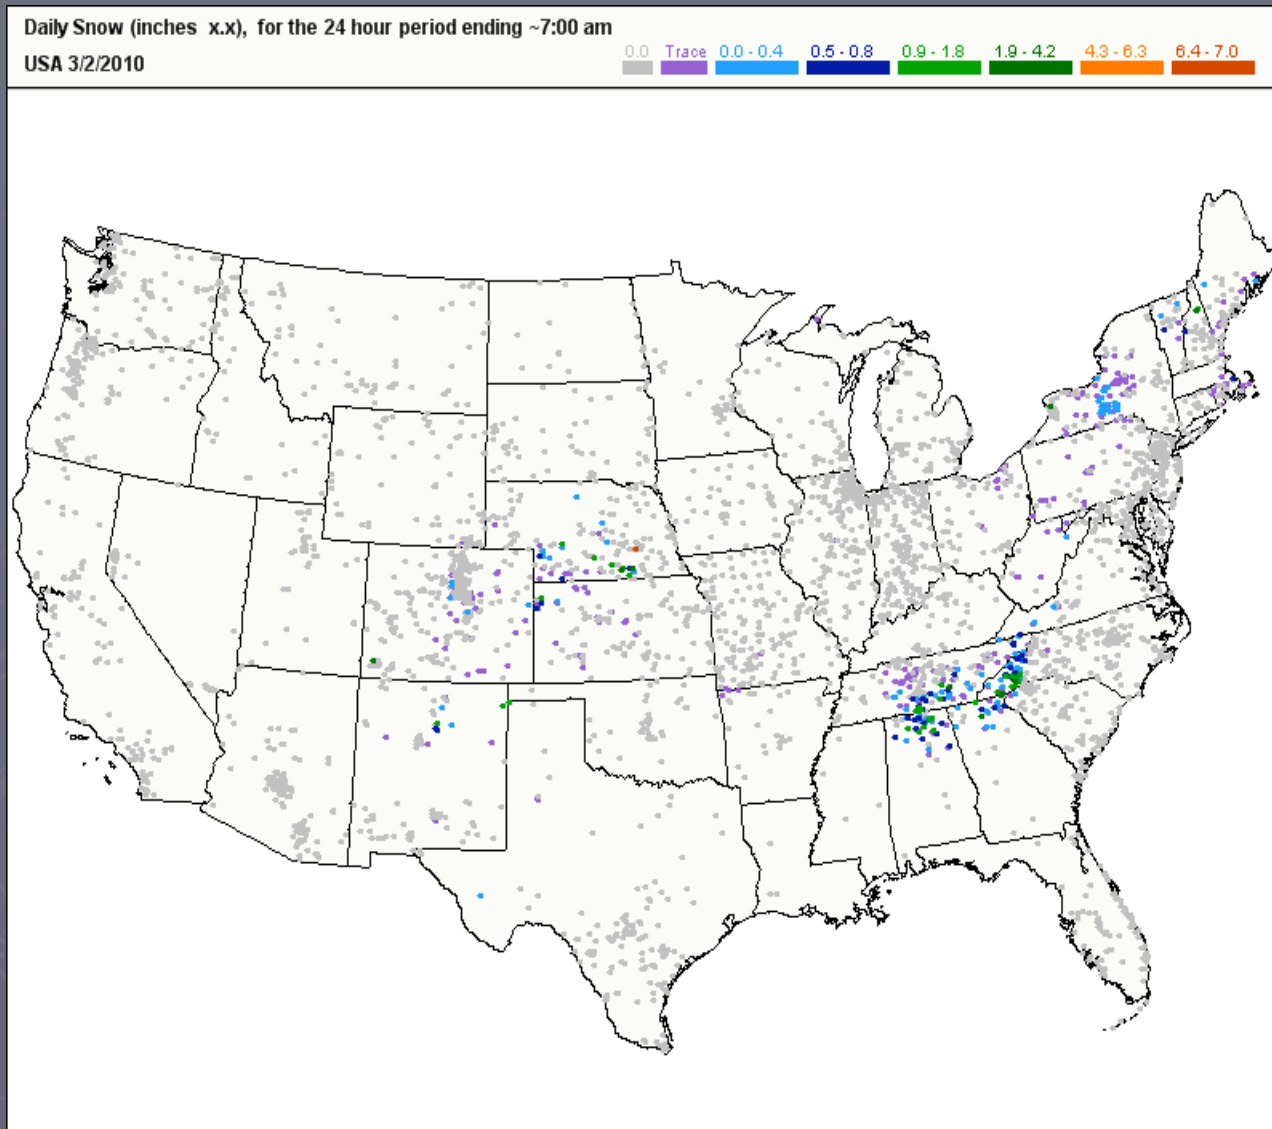 Daily Snow (inches x.x), for the 24 hour period ending ~7:00 am
USA 3/2/2010
0.0 Trace 0.0 - 0.4 0.5 - 0.8 0.9 - 1.8 1.9 - 4.2 4.3 - 6.3 6.4 - 7.0